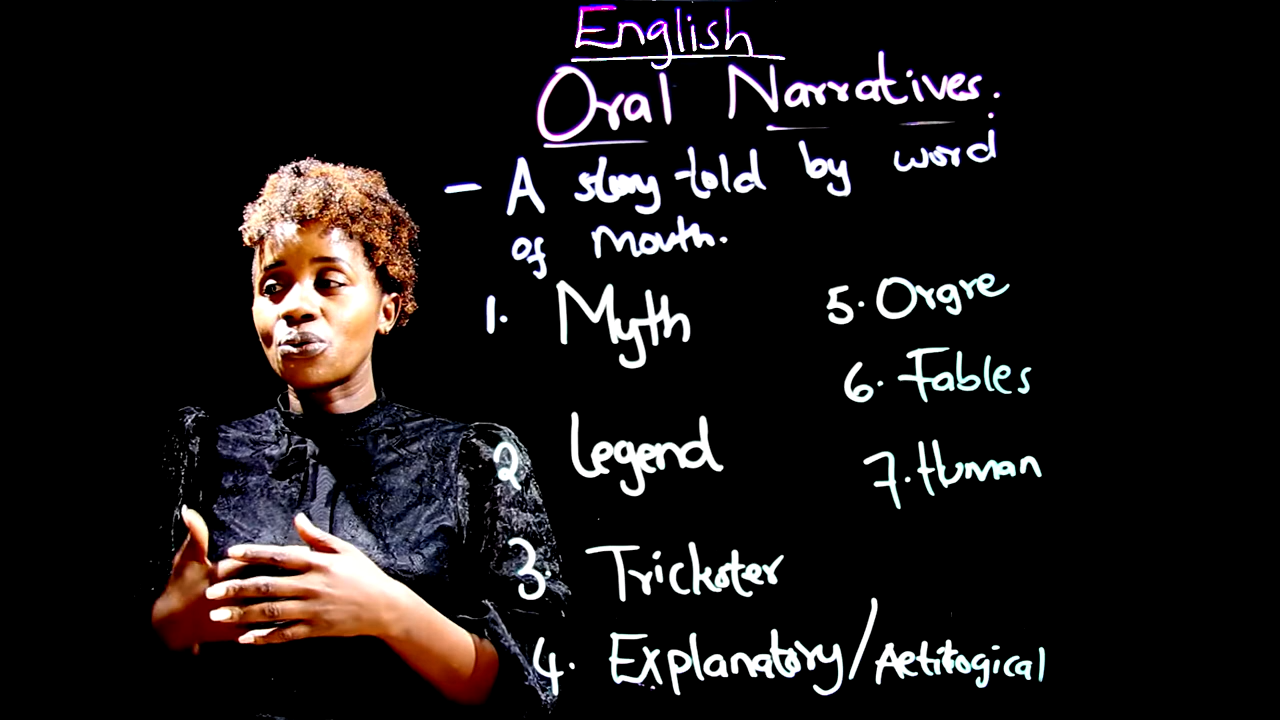 English
Oral Narratives.
– A story told by word
of mouth.
1. Myth
2 Legend
3. Trickster
4. Explanatory/Aetitogical
5. Orgre
6. Fables
7. Human